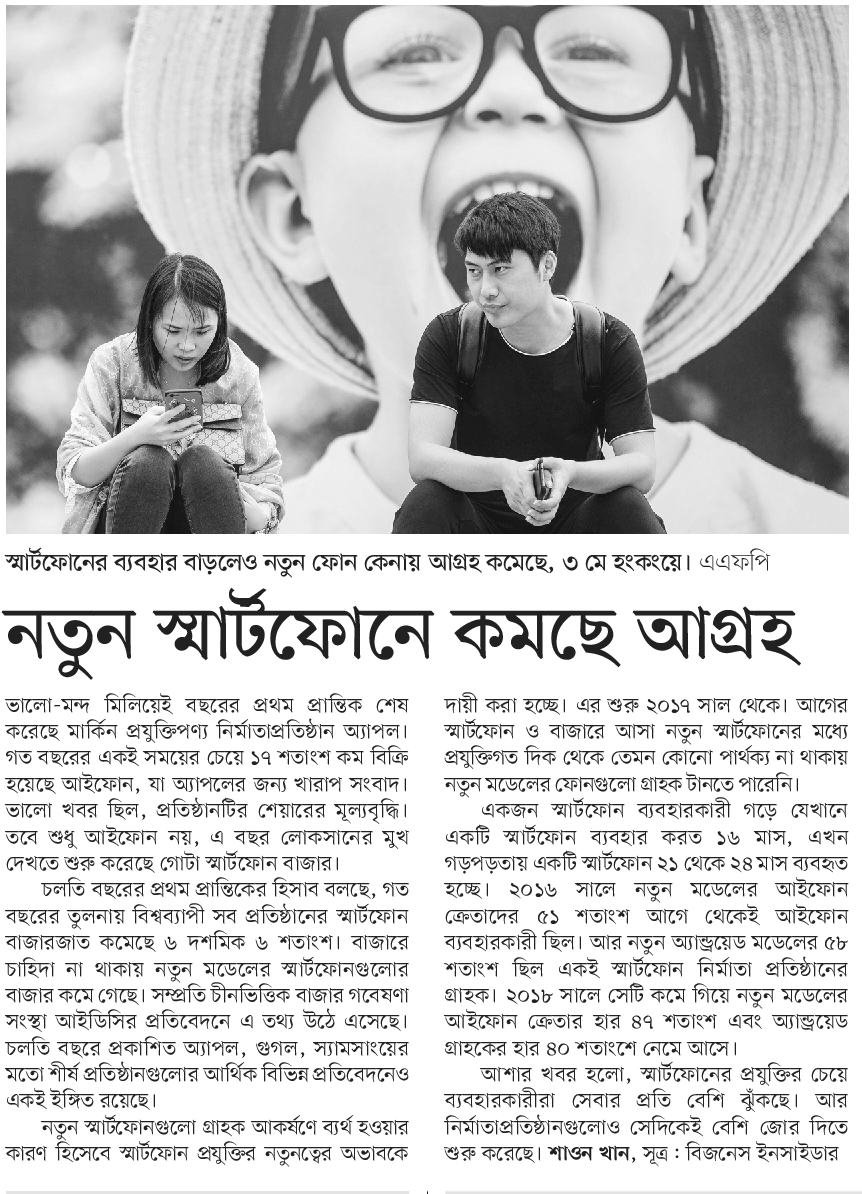 স্মার্টফোনের ব্যবহার বাড়লেও নতুন ফোন কেনায় আগ্রহ কমেছে, ৩ মে হংকংয়ে। এএফপি
নতুন স্মার্টফোনে কমছে আগ্রহ
ভালো-মন্দ মিলিয়েই বছরের প্রথম প্রান্তিক শেষ
করেছে মার্কিন প্রযুক্তিপণ্য নির্মাতাপ্রতিষ্ঠান অ্যাপল।
গত বছরের একই সময়ের চেয়ে ১৭ শতাংশ কম বিক্রি
হয়েছে আইফোন, যা অ্যাপলের জন্য খারাপ সংবাদ।
ভালো খবর ছিল, প্রতিষ্ঠানটির শেয়ারের মূল্যবৃদ্ধি।
তবে শুধু আইফোন নয়, এ বছর লোকসানের মুখ
দেখতে শুরু করেছে গোটা স্মার্টফোন বাজার।
চলতি বছরের প্রথম প্রান্তিকের হিসাব বলছে, গত
বছরের তুলনায় বিশ্বব্যাপী সব প্রতিষ্ঠানের স্মার্টফোন
বাজারজাত কমেছে ৬ দশমিক ৬ শতাংশ। বাজারে
চাহিদা না থাকায় নতুন মডেলের স্মার্টফোনগুলোর
বাজার কমে গেছে। সম্প্রতি চীনভিত্তিক বাজার গবেষণা
সংস্থা আইডিসির প্রতিবেদনে এ তথ্য উঠে এসেছে।
চলতি বছরে প্রকাশিত অ্যাপল, গুগল, স্যামসাংয়ের
মতো শীর্ষ প্রতিষ্ঠানগুলোর আর্থিক বিভিন্ন প্রতিবেদনেও
একই ইঙ্গিত রয়েছে।
নতুন স্মার্টফোনগুলো গ্রাহক আকর্ষণে ব্যর্থ হওয়ার
কারণ হিসেবে স্মার্টফোন প্রযুক্তির নতুনত্বের অভাবকে
দায়ী করা হচ্ছে। এর শুরু ২০১৭ সাল থেকে। আগের
স্মার্টফোন ও বাজারে আসা নতুন স্মার্টফোনের মধ্যে
প্রযুক্তিগত দিক থেকে তেমন কোনো পার্থক্য না থাকায়
নতুন মডেলের ফোনগুলো গ্রাহক টানতে পারেনি।
একজন স্মার্টফোন ব্যবহারকারী গড়ে যেখানে
একটি স্মার্টফোন ব্যবহার করত ১৬ মাস, এখন
গড়পড়তায় একটি স্মার্টফোন ২১ থেকে ২৪ মাস ব্যবহৃত
হচ্ছে। ২০১৬ সালে নতুন মডেলের আইফোন
ক্রেতাদের ৫১ শতাংশ আগে থেকেই আইফোন
ব্যবহারকারী ছিল। আর নতুন অ্যান্ড্রয়েড মডেলের ৫৮
শতাংশ ছিল একই স্মার্টফোন নির্মাতা প্রতিষ্ঠানের
গ্রাহক। ২০১৮ সালে সেটি কমে গিয়ে নতুন মডেলের
আইফোন ক্রেতার হার ৪৭ শতাংশ এবং অ্যান্ড্রয়েড
গ্রাহকের হার ৪০ শতাংশে নেমে আসে।
আশার খবর হলো, স্মার্টফোনের প্রযুক্তির চেয়ে
ব্যবহারকারীরা সেবার প্রতি বেশি ঝুঁকছে। আর
নির্মাতাপ্রতিষ্ঠানগুলোও সেদিকেই বেশি জোর দিতে
শুরু করেছে। শাওন খান, সূত্র : বিজনেস ইনসাইডার